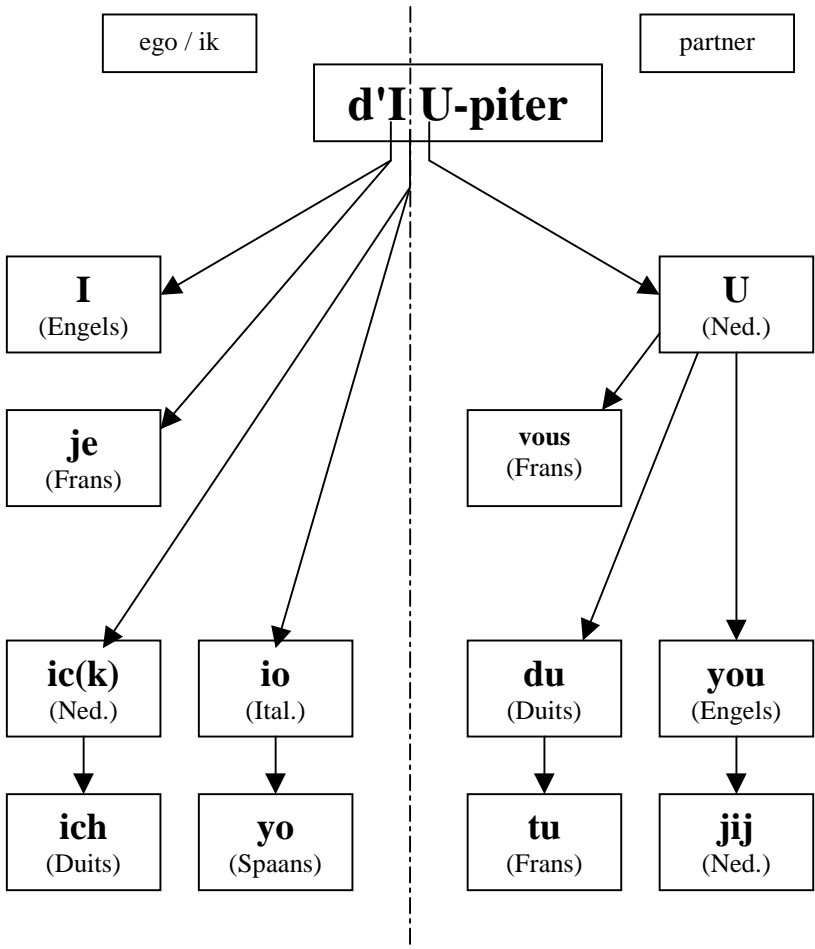 ego / ik
partner
d'I U-piter
I
(Engels)
U
(Ned.)
je
(Frans)
vous
(Frans)
ic(k)
(Ned.)
io
(Ital.)
du
(Duits)
you
(Engels)
ich
(Duits)
yo
(Spaans)
tu
(Frans)
jij
(Ned.)